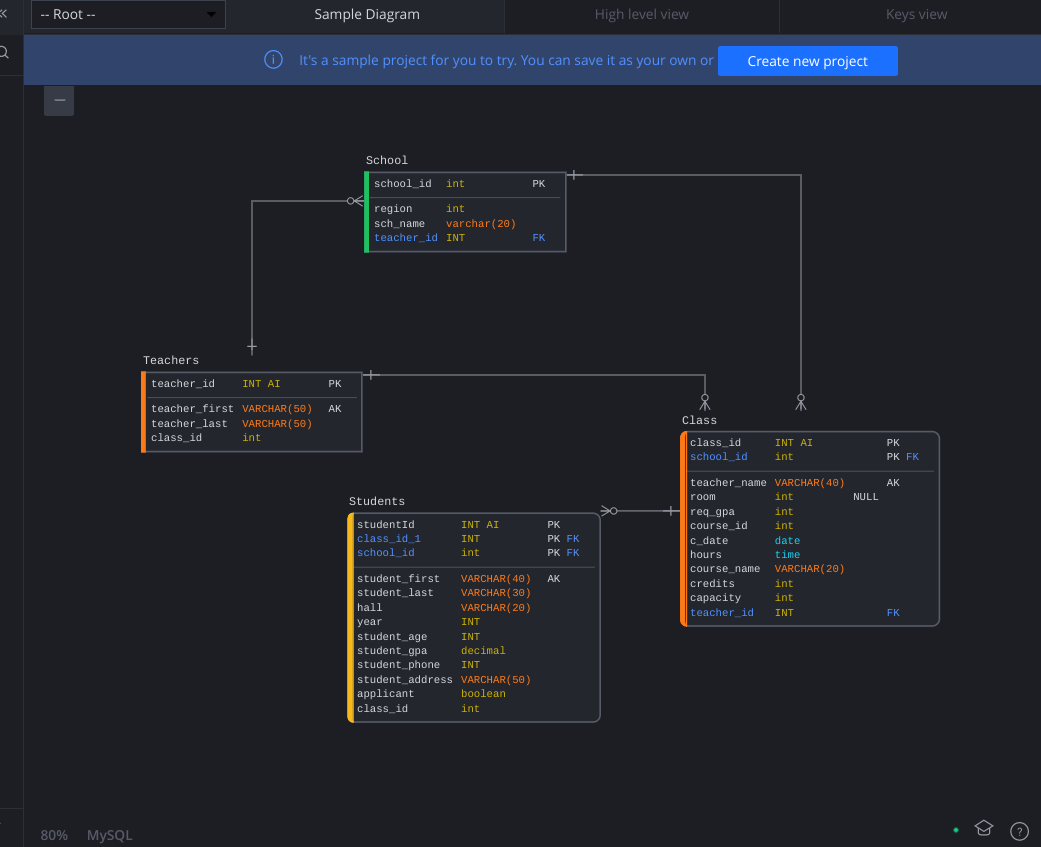 -- Root --
Sample Diagram
High level view
Keys view
It's a sample project for you to try. You can save it as your own or
Create new project
School
school_id int PK
region int
sch_name varchar(20)
teacher_id INT FK
Teachers
teacher_id INT AI PK
teacher_first VARCHAR(50) AK
teacher_last VARCHAR(50)
class_id int
Class
class_id INT AI PK
school_id int PK FK
teacher_name VARCHAR(40) AK
room int NULL
req_gpa int
course_id int
c_date date
hours time
course_name VARCHAR(20)
credits int
capacity int
teacher_id INT FK
Students
studentId INT AI PK
class_id_1 INT PK FK
school_id int PK FK
student_first VARCHAR(40) AK
student_last VARCHAR(30)
hall VARCHAR(20)
year INT
student_age INT
student_gpa decimal
student_phone INT
student_address VARCHAR(50)
applicant boolean
class_id int
80% MySQL